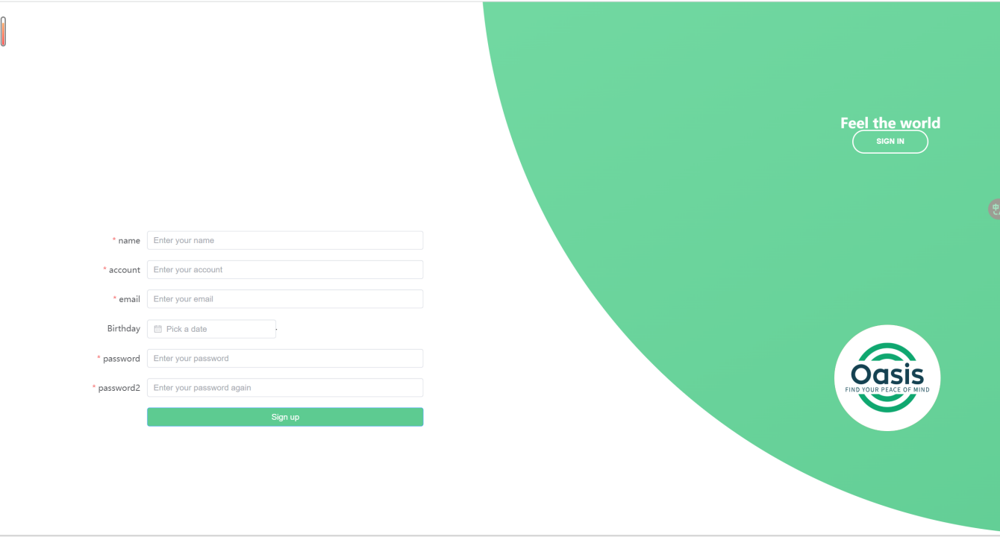 Feel the world
SIGN IN
* name Enter your name
* account Enter your account
* email Enter your email
Birthday Pick a date
* password Enter your password
* password2 Enter your password again
Sign up
Oasis
FIND YOUR PEACE OF MIND
中